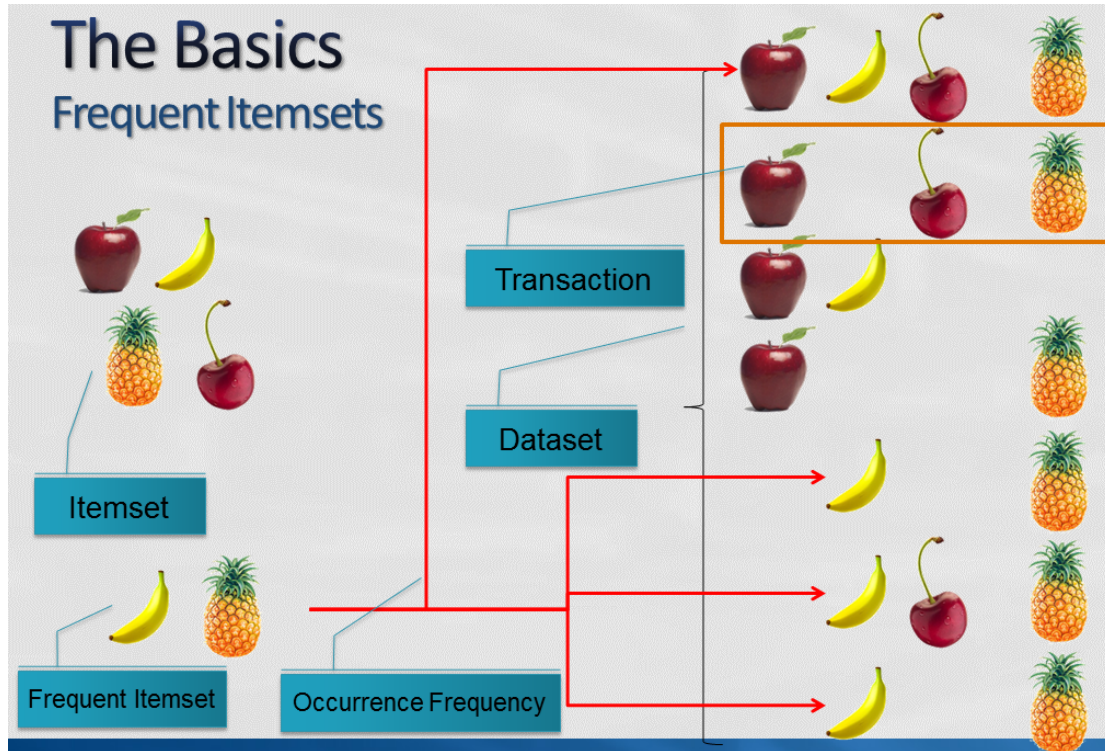 The Basics
Frequent Itemsets
Transaction
Dataset
Itemset
Frequent Itemset
Occurrence Frequency